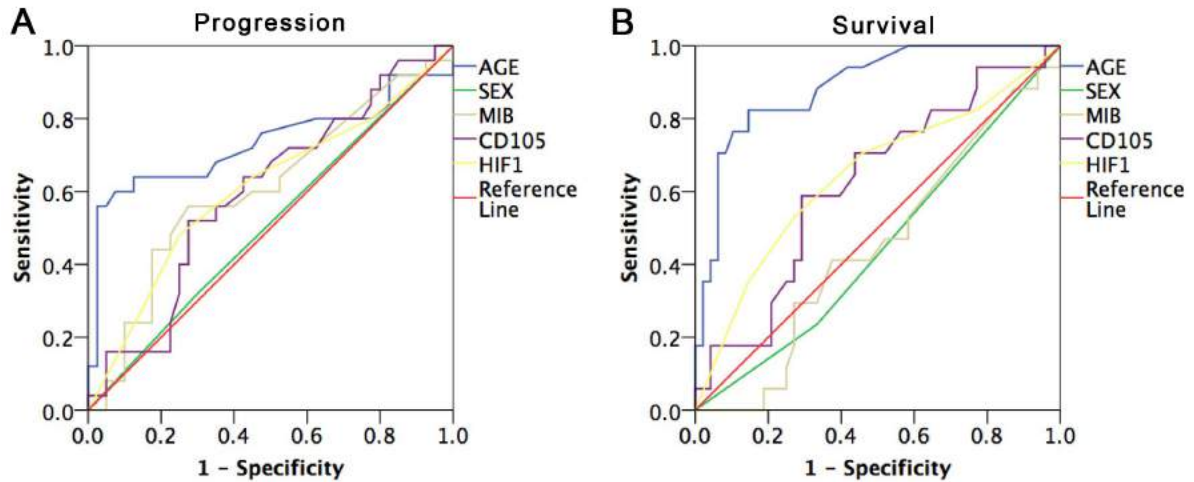 A
Progression
1.0
0.8
0.6
0.4
0.2
0.0
Sensitivity
0.0 0.2 0.4 0.6 0.8 1.0
1 - Specificity
AGE
SEX
MIB
CD105
HIF1
Reference
Line
B
Survival
1.0
0.8
0.6
0.4
0.2
0.0
Sensitivity
0.0 0.2 0.4 0.6 0.8 1.0
1 - Specificity
AGE
SEX
MIB
CD105
HIF1
Reference
Line